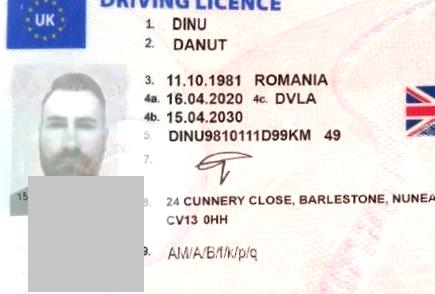 DRIVING LICENCE
UK
1. DINU
2. DANUT
3. 11.10.1981 ROMANIA
4a. 16.04.2020 4c. DVLA
4b. 15.04.2030
5. DINU9810111D99KM 49
7.
8. 24 CUNNERY CLOSE, BARLESTONE, NUNEA
CV13 0HH
9. AM/A/B/f/k/p/q
15